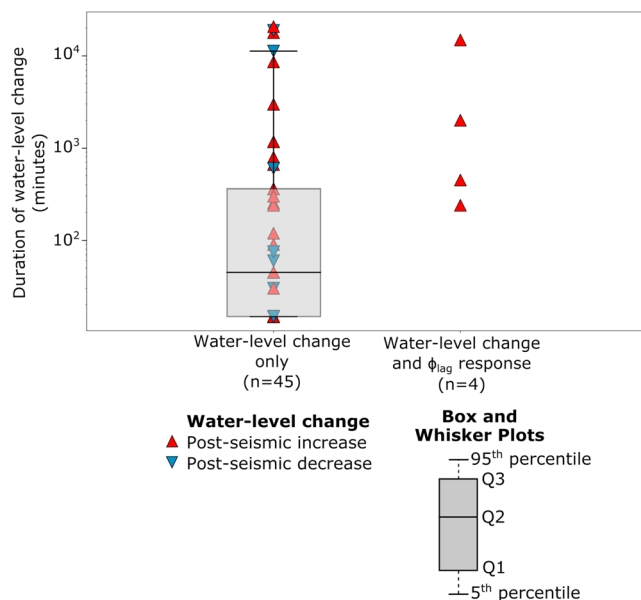 Duration of water-level change
(minutes)
10⁴
10³
10²
Water-level change
only
(n=45)
Water-level change
and ϕlag response
(n=4)
Water-level change
Post-seismic increase
Post-seismic decrease
Box and
Whisker Plots
95th percentile
Q3
Q2
Q1
5th percentile